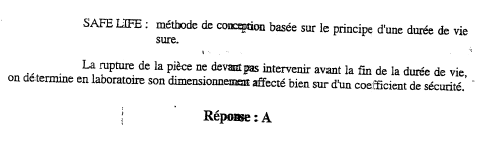 SAFE LIFE : méthode de conception basée sur le principe d'une durée de vie
sure.
La rupture de la pièce ne devant pas intervenir avant la fin de la durée de vie,
on détermine en laboratoire son dimensionnement affecté bien sur d'un coefficient de sécurité.
Réponse : A